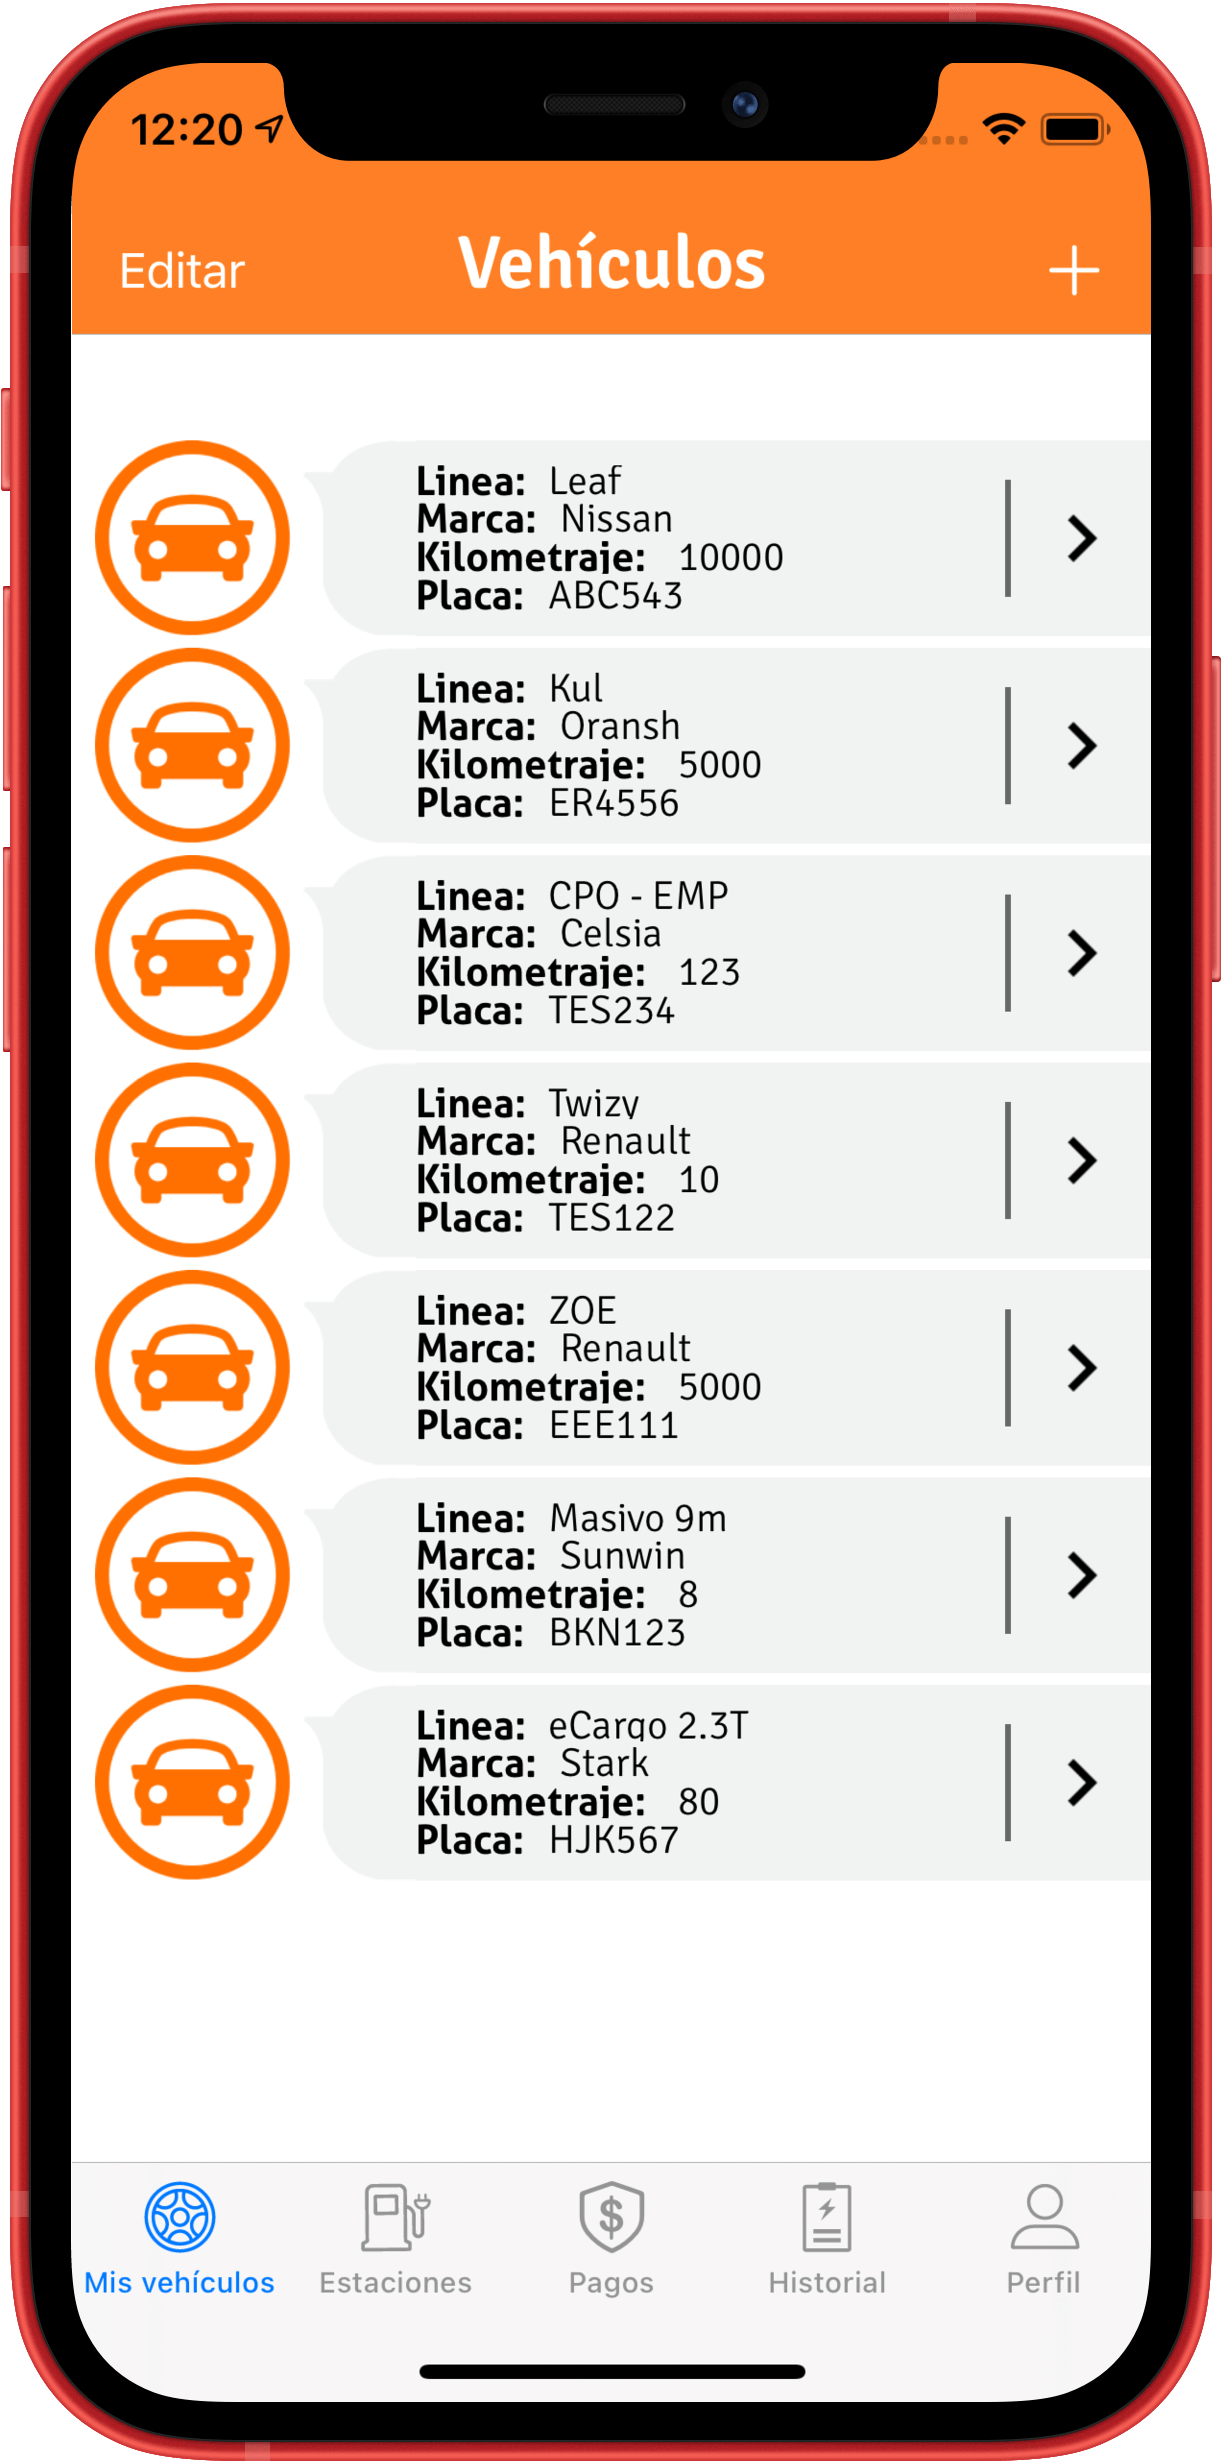 12:20
Editar Vehículos +
Linea: Leaf
Marca: Nissan
Kilometraje: 10000
Placa: ABC543
Linea: Kul
Marca: Oransh
Kilometraje: 5000
Placa: ER4556
Linea: CPO - EMP
Marca: Celsia
Kilometraje: 123
Placa: TES234
Linea: Twizy
Marca: Renault
Kilometraje: 10
Placa: TES122
Linea: ZOE
Marca: Renault
Kilometraje: 5000
Placa: EEE111
Linea: Masivo 9m
Marca: Sunwin
Kilometraje: 8
Placa: BKN123
Linea: eCargo 2.3T
Marca: Stark
Kilometraje: 80
Placa: HJK567
Mis vehículos Estaciones Pagos Historial Perfil